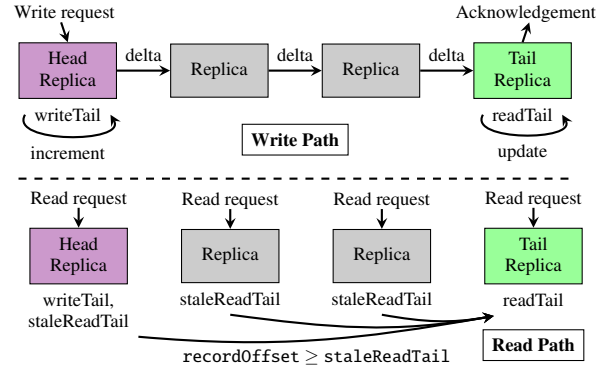 Write request
Acknowledgement
Head
Replica
delta
Replica
delta
Replica
delta
Tail
Replica
writeTail
increment
Write Path
readTail
update
Read request
Read request
Read request
Read request
Head
Replica
Replica
Replica
Tail
Replica
writeTail,
staleReadTail
staleReadTail
staleReadTail
readTail
recordOffset ≥ staleReadTail
Read Path